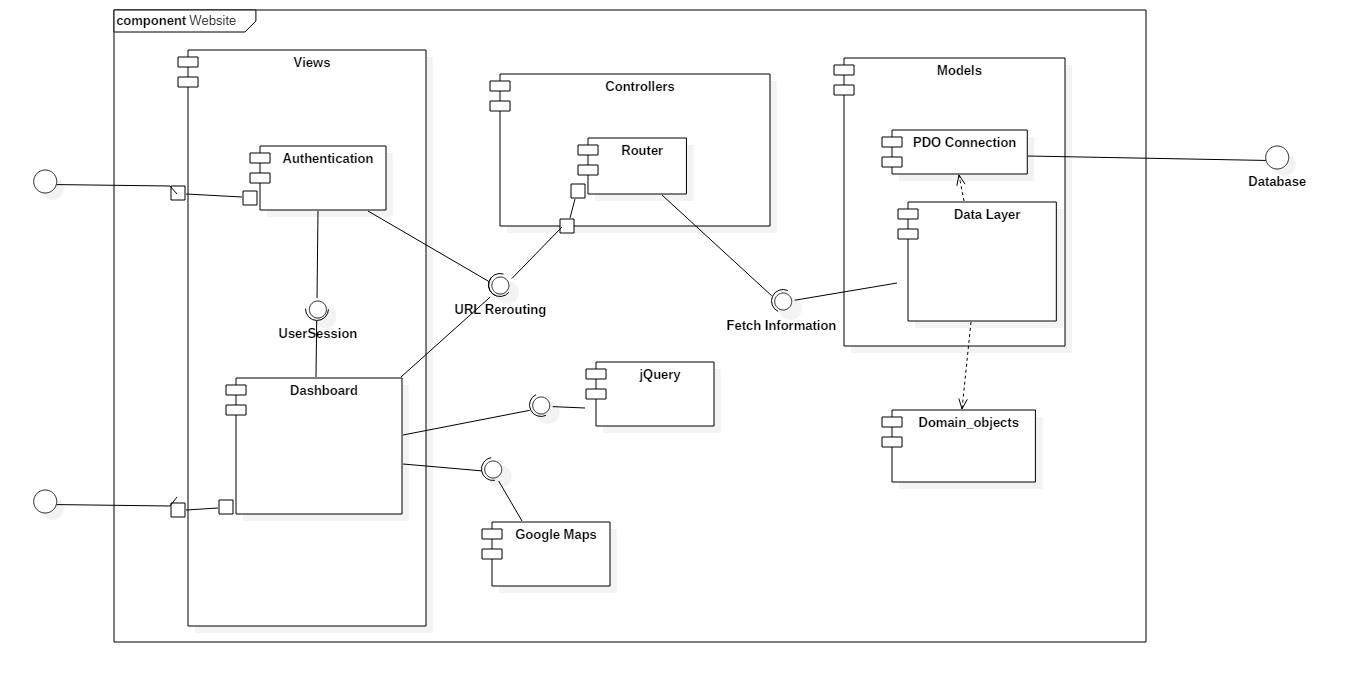 component Website
Views
Controllers
Models
Authentication
Router
PDO Connection
Database
Data Layer
URL Rerouting
UserSession
Fetch Information
Dashboard
jQuery
Domain_objects
Google Maps